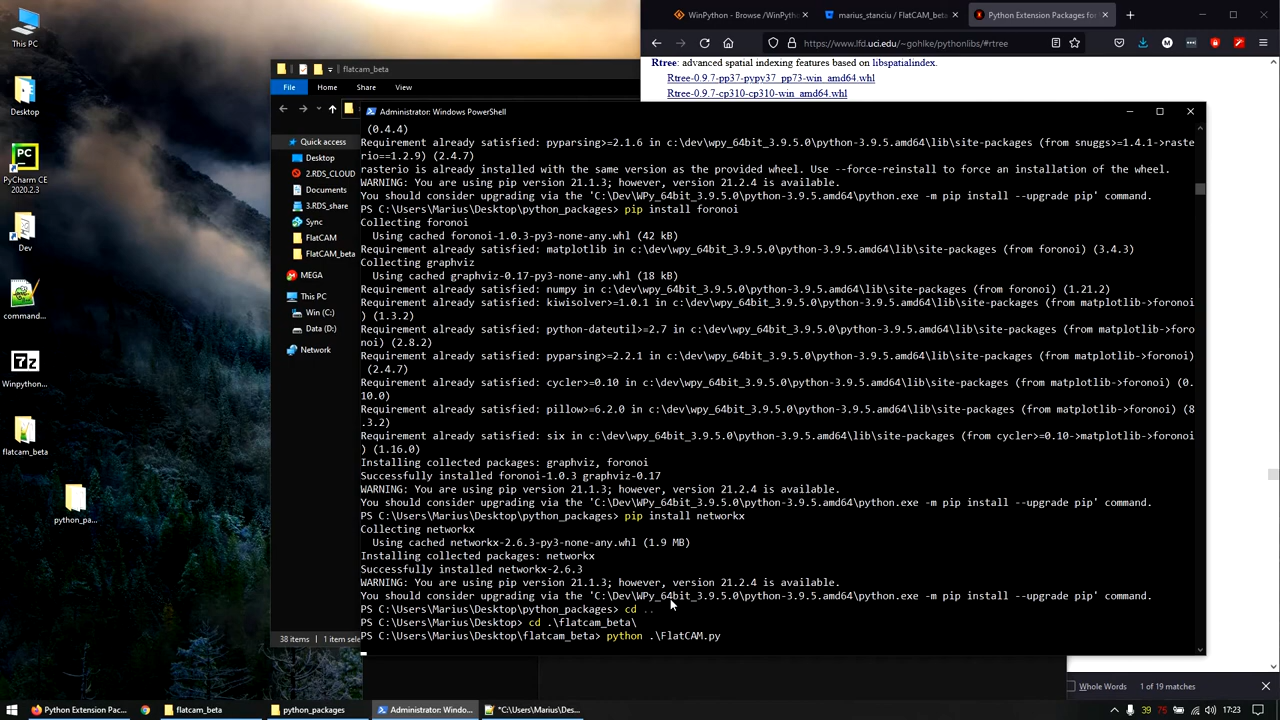 This PC
Desktop
PyCharm CE
2020.2.3
Dev
command...
Winpython...
flatcam_beta
python_pa...
WinPython - Browse /WinPyth
marius_stanciu / FlatCAM_beta
Python Extension Packages for
https://www.lfd.uci.edu/~gohlke/pythonlibs/#rtree
Rtree: advanced spatial indexing features based on libspatialindex.
Rtree-0.9.7-pp37-pypy37_pp73-win_amd64.whl
Rtree-0.9.7-cp310-cp310-win_amd64.whl
flatcam_beta
File
Home
Share
View
Quick access
Desktop
2.RDS_CLOUD
Documents
3.RDS_share
Sync
FlatCAM
FlatCAM_beta
MEGA
This PC
Win (C:)
Data (D:)
Network
38 items
1 item sele
Administrator: Windows PowerShell
(0.4.4)
Requirement already satisfied: pyparsing>=2.1.6 in c:\dev\wpy_64bit_3.9.5.0\python-3.9.5.amd64\lib\site-packages (from snuggs>=1.4.1->raste
rio==1.2.9) (2.4.7)
rasterio is already installed with the same version as the provided wheel. Use --force-reinstall to force an installation of the wheel.
WARNING: You are using pip version 21.1.3; however, version 21.2.4 is available.
You should consider upgrading via the 'C:\Dev\WPy_64bit_3.9.5.0\python-3.9.5.amd64\python.exe -m pip install --upgrade pip' command.
PS C:\Users\Marius\Desktop\python_packages> pip install foronoi
Collecting foronoi
Using cached foronoi-1.0.3-py3-none-any.whl (42 kB)
Requirement already satisfied: matplotlib in c:\dev\wpy_64bit_3.9.5.0\python-3.9.5.amd64\lib\site-packages (from foronoi) (3.4.3)
Collecting graphviz
Using cached graphviz-0.17-py3-none-any.whl (18 kB)
Requirement already satisfied: numpy in c:\dev\wpy_64bit_3.9.5.0\python-3.9.5.amd64\lib\site-packages (from foronoi) (1.21.2)
Requirement already satisfied: kiwisolver>=1.0.1 in c:\dev\wpy_64bit_3.9.5.0\python-3.9.5.amd64\lib\site-packages (from matplotlib->foronoi
) (1.3.2)
Requirement already satisfied: python-dateutil>=2.7 in c:\dev\wpy_64bit_3.9.5.0\python-3.9.5.amd64\lib\site-packages (from matplotlib->foro
noi) (2.8.2)
Requirement already satisfied: pyparsing>=2.2.1 in c:\dev\wpy_64bit_3.9.5.0\python-3.9.5.amd64\lib\site-packages (from matplotlib->foronoi)
(2.4.7)
Requirement already satisfied: cycler>=0.10 in c:\dev\wpy_64bit_3.9.5.0\python-3.9.5.amd64\lib\site-packages (from matplotlib->foronoi) (0.
10.0)
Requirement already satisfied: pillow>=6.2.0 in c:\dev\wpy_64bit_3.9.5.0\python-3.9.5.amd64\lib\site-packages (from matplotlib->foronoi) (8
.3.2)
Requirement already satisfied: six in c:\dev\wpy_64bit_3.9.5.0\python-3.9.5.amd64\lib\site-packages (from cycler>=0.10->matplotlib->foronoi
) (1.16.0)
Installing collected packages: graphviz, foronoi
Successfully installed foronoi-1.0.3 graphviz-0.17
WARNING: You are using pip version 21.1.3; however, version 21.2.4 is available.
You should consider upgrading via the 'C:\Dev\WPy_64bit_3.9.5.0\python-3.9.5.amd64\python.exe -m pip install --upgrade pip' command.
PS C:\Users\Marius\Desktop\python_packages> pip install networkx
Collecting networkx
Using cached networkx-2.6.3-py3-none-any.whl (1.9 MB)
Installing collected packages: networkx
Successfully installed networkx-2.6.3
WARNING: You are using pip version 21.1.3; however, version 21.2.4 is available.
You should consider upgrading via the 'C:\Dev\WPy_64bit_3.9.5.0\python-3.9.5.amd64\python.exe -m pip install --upgrade pip' command.
PS C:\Users\Marius\Desktop\python_packages> cd ..
PS C:\Users\Marius\Desktop> cd .\flatcam_beta\
PS C:\Users\Marius\Desktop\flatcam_beta> python .\FlatCAM.py
Whole Words
1 of 19 matches
Python Extension Pac...
flatcam_beta
python_packages
Administrator: Windo...
*C:\Users\Marius\Des...
39
75
17:23